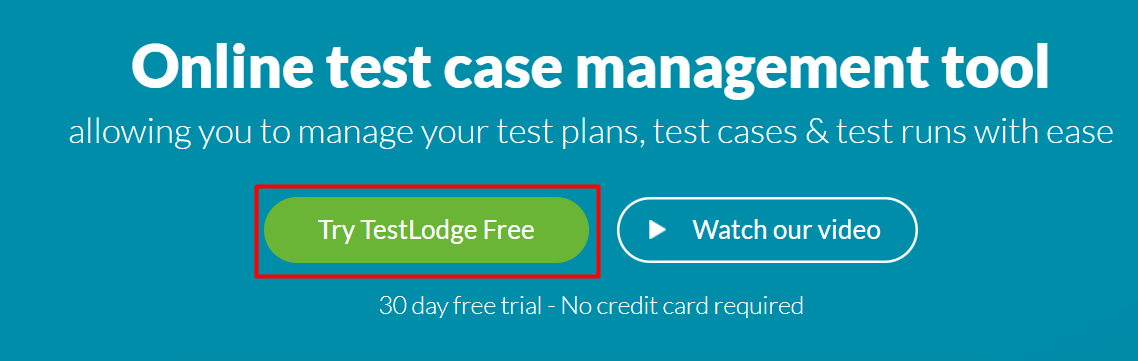 Online test case management tool
allowing you to manage your test plans, test cases & test runs with ease
Try TestLodge Free
Watch our video
30 day free trial - No credit card required